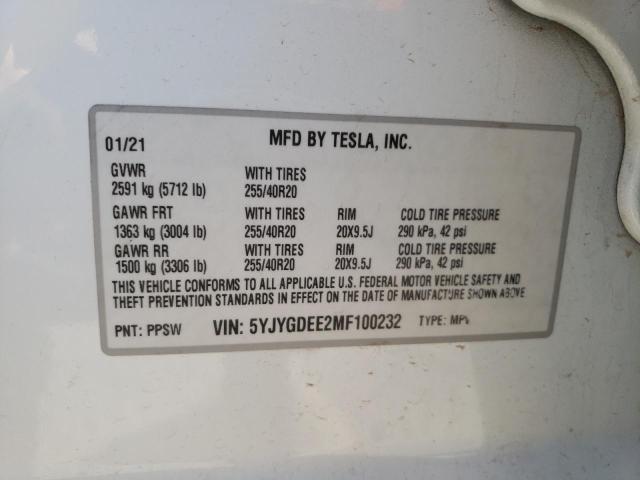 01/21 MFD BY TESLA, INC.
GVWR WITH TIRES
2591 kg (5712 lb) 255/40R20
GAWR FRT WITH TIRES RIM COLD TIRE PRESSURE
1363 kg (3004 lb) 255/40R20 20X9.5J 290 kPa, 42 psi
GAWR RR WITH TIRES RIM COLD TIRE PRESSURE
1500 kg (3306 lb) 255/40R20 20X9.5J 290 kPa, 42 psi
THIS VEHICLE CONFORMS TO ALL APPLICABLE U.S. FEDERAL MOTOR VEHICLE SAFETY AND
THEFT PREVENTION STANDARDS IN EFFECT ON THE DATE OF MANUFACTURE SHOWN ABOVE
PNT: PPSW VIN: 5YJYGDEE2MF100232 TYPE: